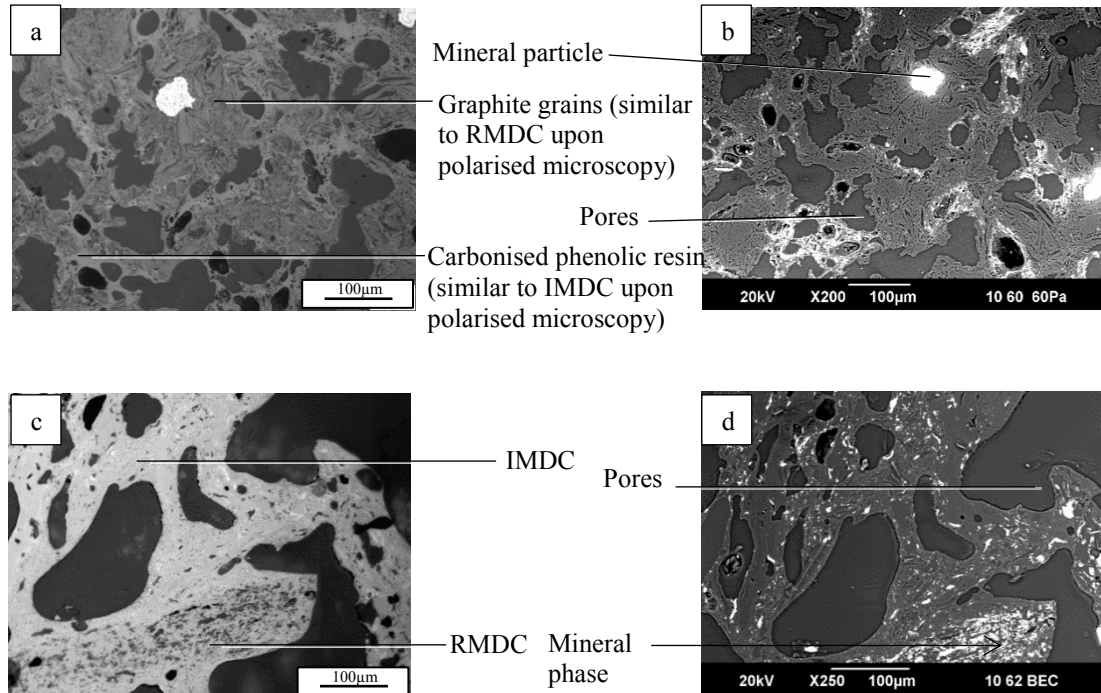 a
b
Mineral particle
Graphite grains (similar
to RMDC upon
polarised microscopy)
Pores
Carbonised phenolic resin
(similar to IMDC upon
polarised microscopy)
100µm
20kV X200 100µm 10 60 60Pa
c
d
IMDC
Pores
RMDC
Mineral
phase
100µm
20kV X250 100µm 10 62 BEC